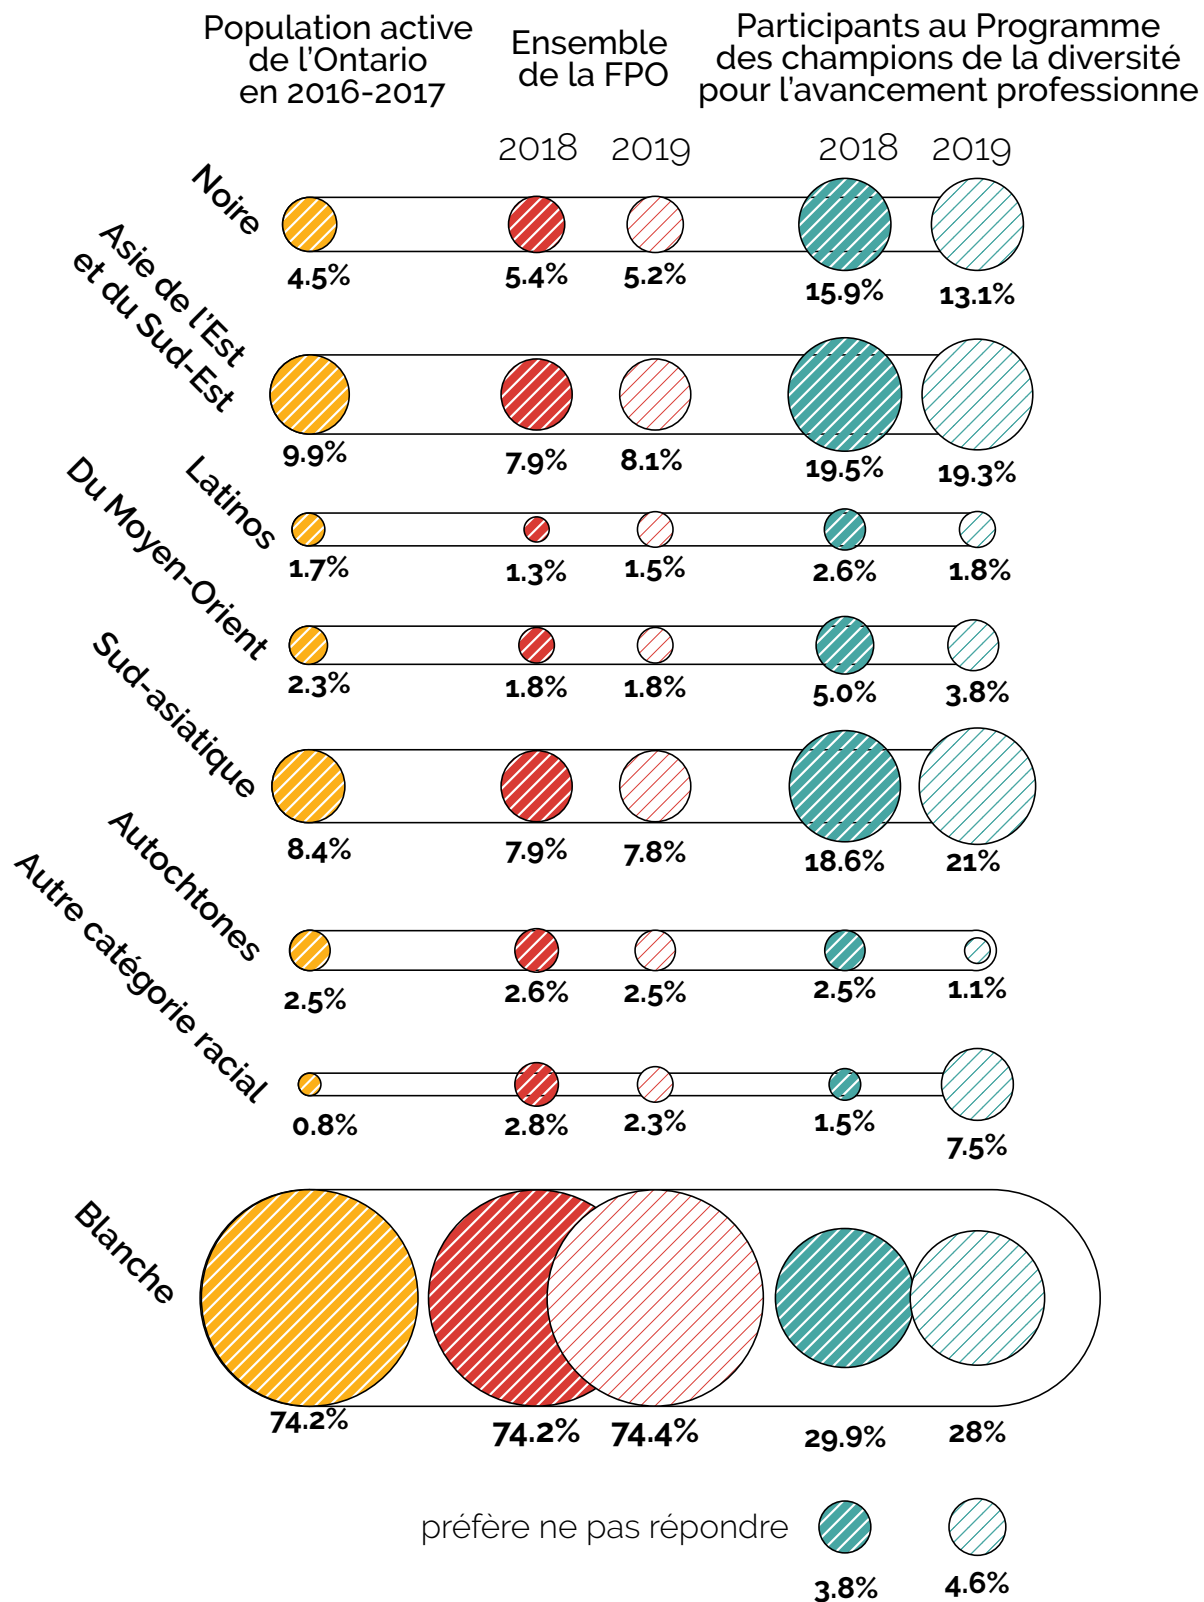 Population active
de l'Ontario
en 2016-2017
Ensemble
de la FPO
Participants au Programme
des champions de la diversité
pour l'avancement professionne
2018
2019
2018
2019
Noire
4.5%
5.4%
5.2%
15.9%
13.1%
Asie de l'Est
et du Sud-Est
9.9%
7.9%
8.1%
19.5%
19.3%
Latinos
1.7%
1.3%
1.5%
2.6%
1.8%
Du Moyen-Orient
2.3%
1.8%
1.8%
5.0%
3.8%
Sud-asiatique
8.4%
7.9%
7.8%
18.6%
21%
Autochtones
2.5%
2.6%
2.5%
2.5%
1.1%
Autre catégorie racial
0.8%
2.8%
2.3%
1.5%
7.5%
Blanche
74.2%
74.2%
74.4%
29.9%
28%
préfère ne pas répondre
3.8%
4.6%